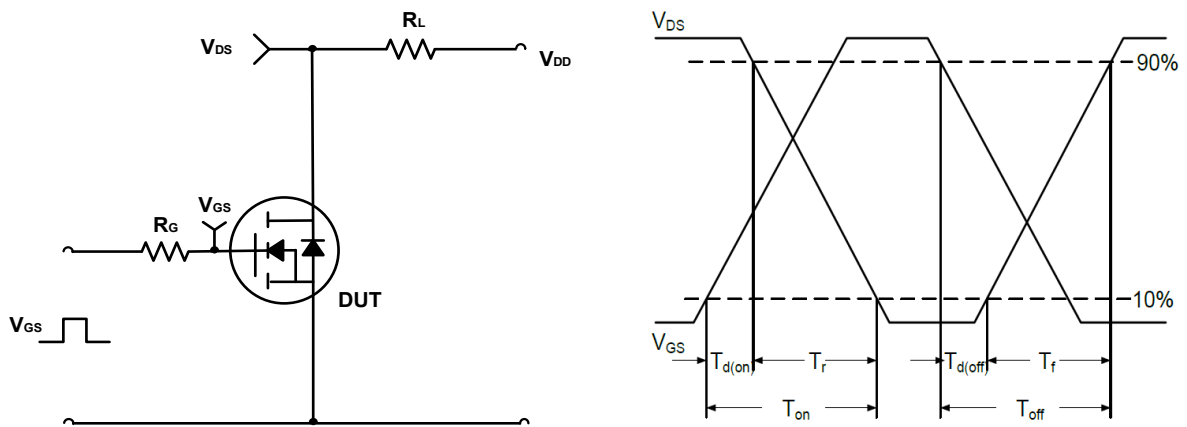 RL
VDS
VDD
VGS
RG
DUT
VGS
VDS
90%
10%
VGS
Td(on)
Tr
Td(off)
Tf
Ton
Toff